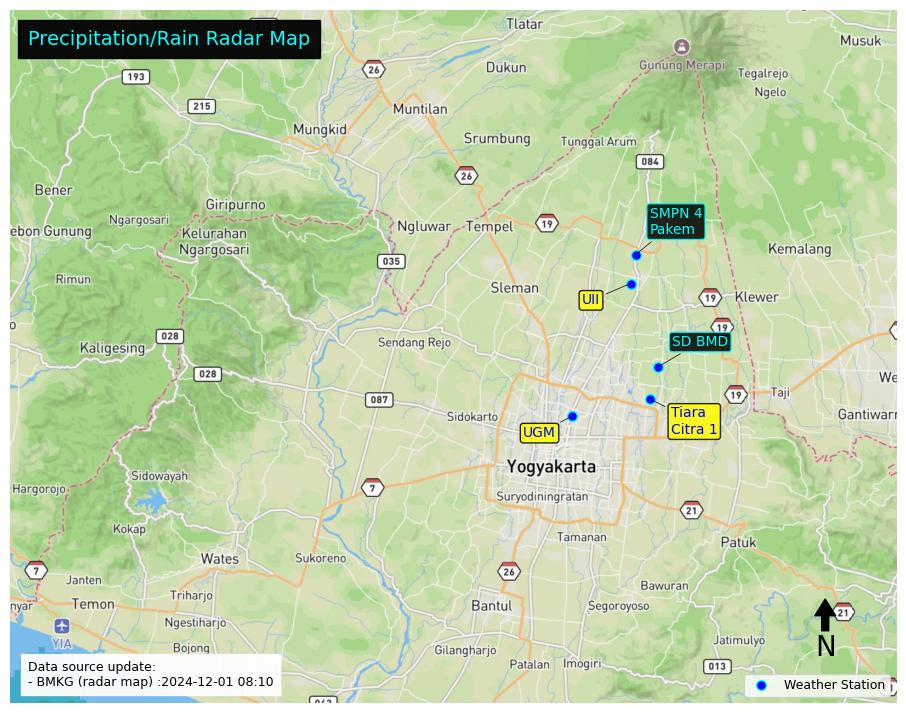 Precipitation/Rain Radar Map
Tlatar
Musuk
26
Dukun
Gunung Merapi
Tegalrejo
193
Ngelo
215
Muntilan
Mungkid
Srumbung
Tunggal Arum
084
26
Bener
Giripurno
SMPN 4
Pakem
Ngargosari
Ngluwar
Tempel
19
ebon Gunung
Kelurahan
Ngargosari
Kemalang
035
Rimun
Sleman
UII
19
Klewer
19
028
Kaligesing
Sendang Rejo
SD BMD
028
We
087
19
Taji
Sidokarto
Tiara
Citra 1
Gantiwarn
UGM
Yogyakarta
Sidowayah
Hargorojo
7
Suryodiningratan
21
Kokap
Tamanan
Patuk
Wates
Sukoreno
7
26
Janten
Bawuran
Triharjo
nyar
Temon
Bantul
Segoroyoso
21
Ngestiharjo
YIA
Jatimulyo
N
Bojong
Gilangharjo
Patalan
Imogiri
013
Data source update:
- BMKG (radar map) :2024-12-01 08:10
Weather Station